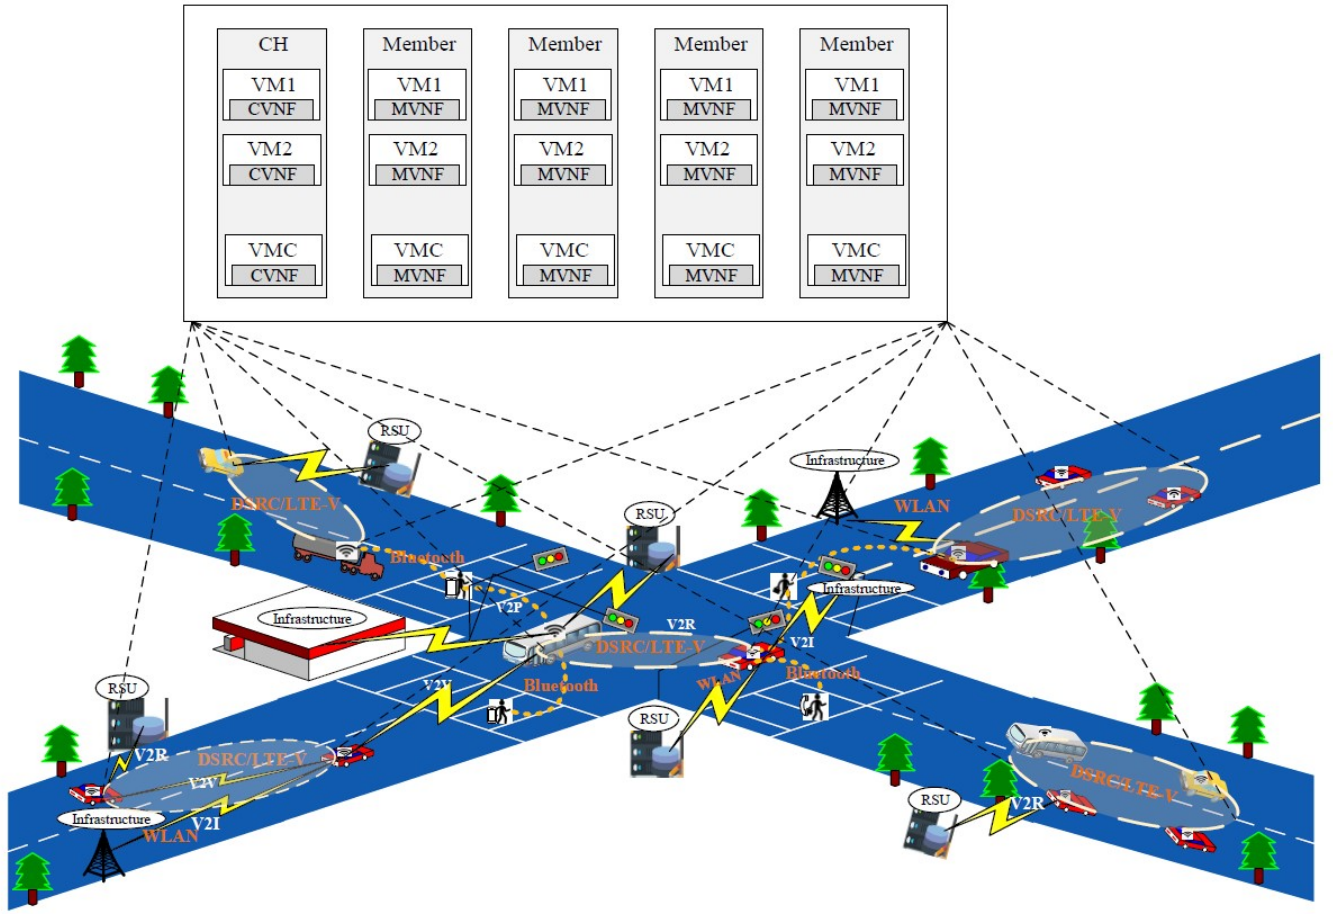 CH
Member
Member
Member
Member
VM1
VM1
VM1
VM1
VM1
CVNF
MVNF
MVNF
MVNF
MVNF
VM2
VM2
VM2
VM2
VM2
CVNF
MVNF
MVNF
MVNF
MVNF
VMC
VMC
VMC
VMC
VMC
CVNF
MVNF
MVNF
MVNF
MVNF
RSU
Infrastructure
DSRC/LTE-V
WLAN
DSRC/LTE-V
RSU
Bluetooth
Infrastructure
V2P
Infrastructure
V2R
DSRC/LTE-V
V2I
Bluetooth
WLAN
Bluetooth
V2V
RSU
RSU
V2R
DSRC/LTE-V
V2V
DSRC/LTE-V
RSU
V2R
Infrastructure
V2I
WLAN